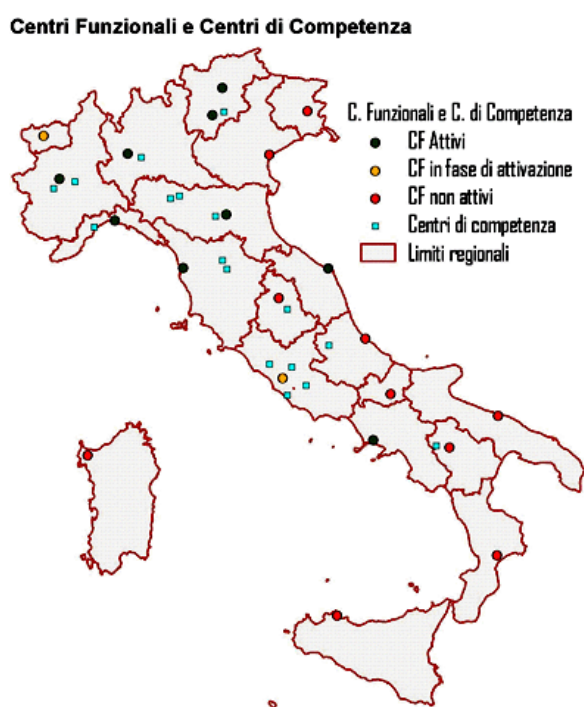 Centri Funzionali e Centri di Competenza
C. Funzionali e C. di Competenza
CF Attivi
CF in fase di attivazione
CF non attivi
Centri di competenza
Limiti regionali